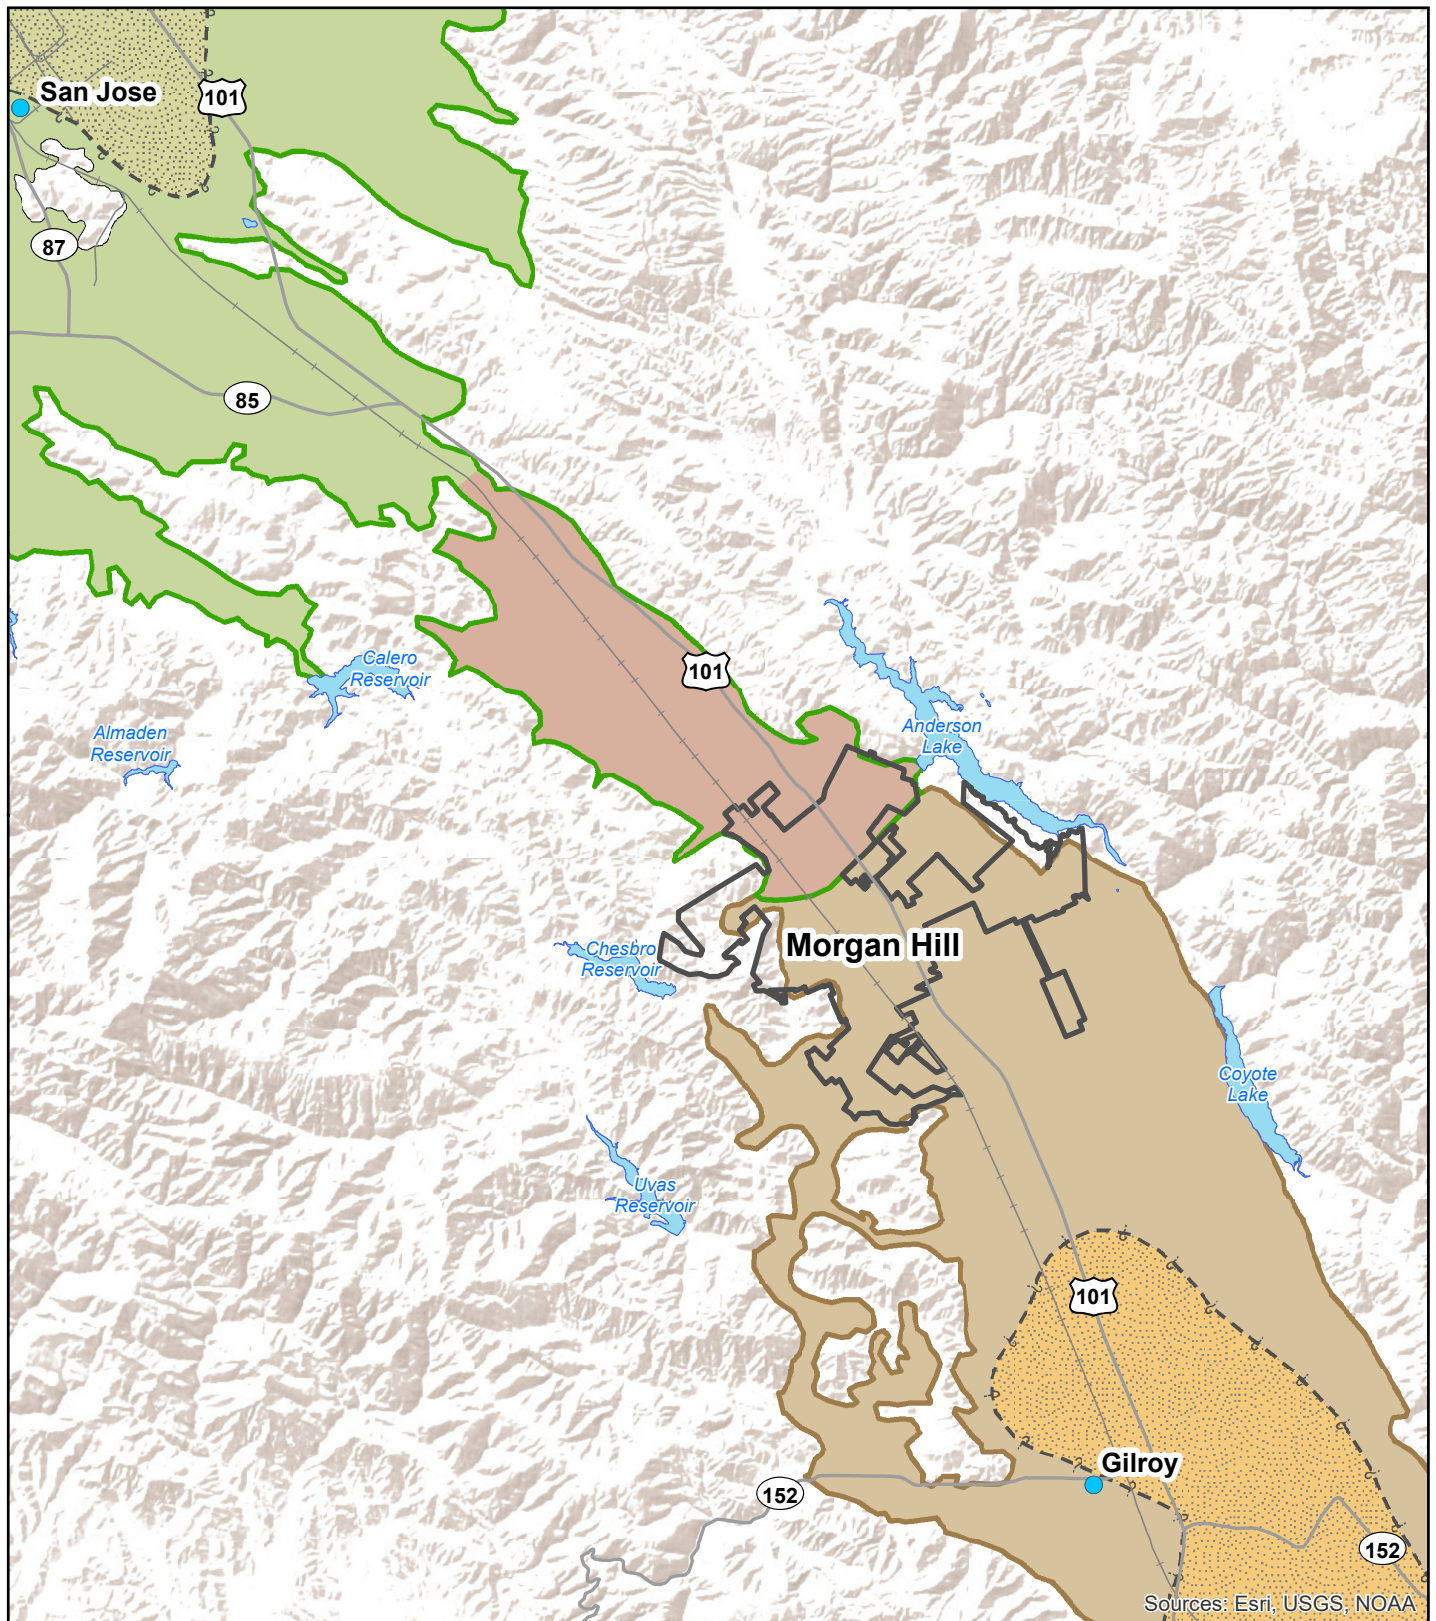 San Jose
101
87
85
Calero
Reservoir
101
Almaden
Reservoir
Anderson
Lake
Morgan Hill
Chesbro
Reservoir
Coyote
Lake
Uvas
Reservoir
101
Gilroy
152
152
Sources: Esri, USGS, NOAA